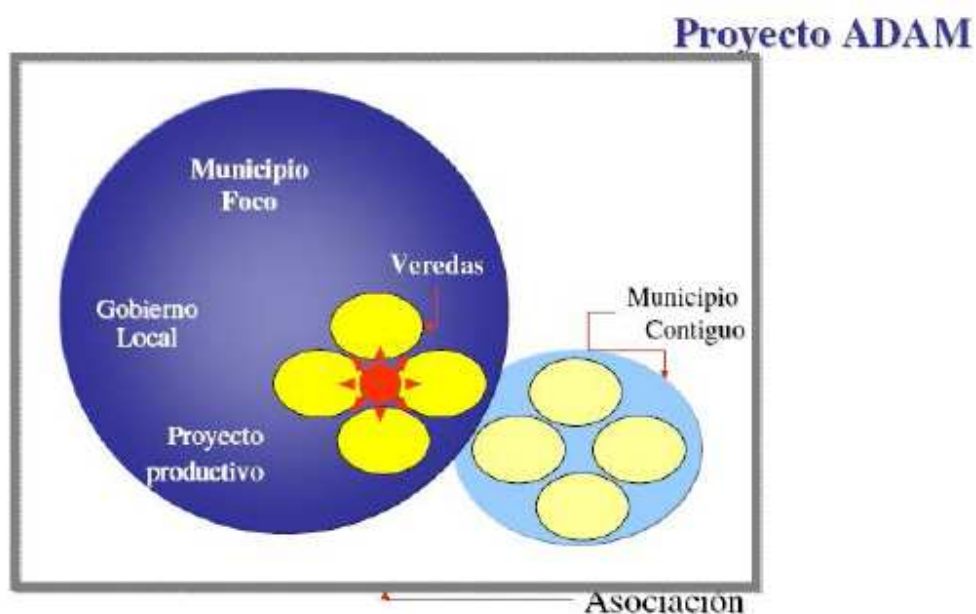 Proyecto ADAM
Municipio
Foco
Veredas
Gobierno
Local
Municipio
Contiguo
Proyecto
productivo
Asociación